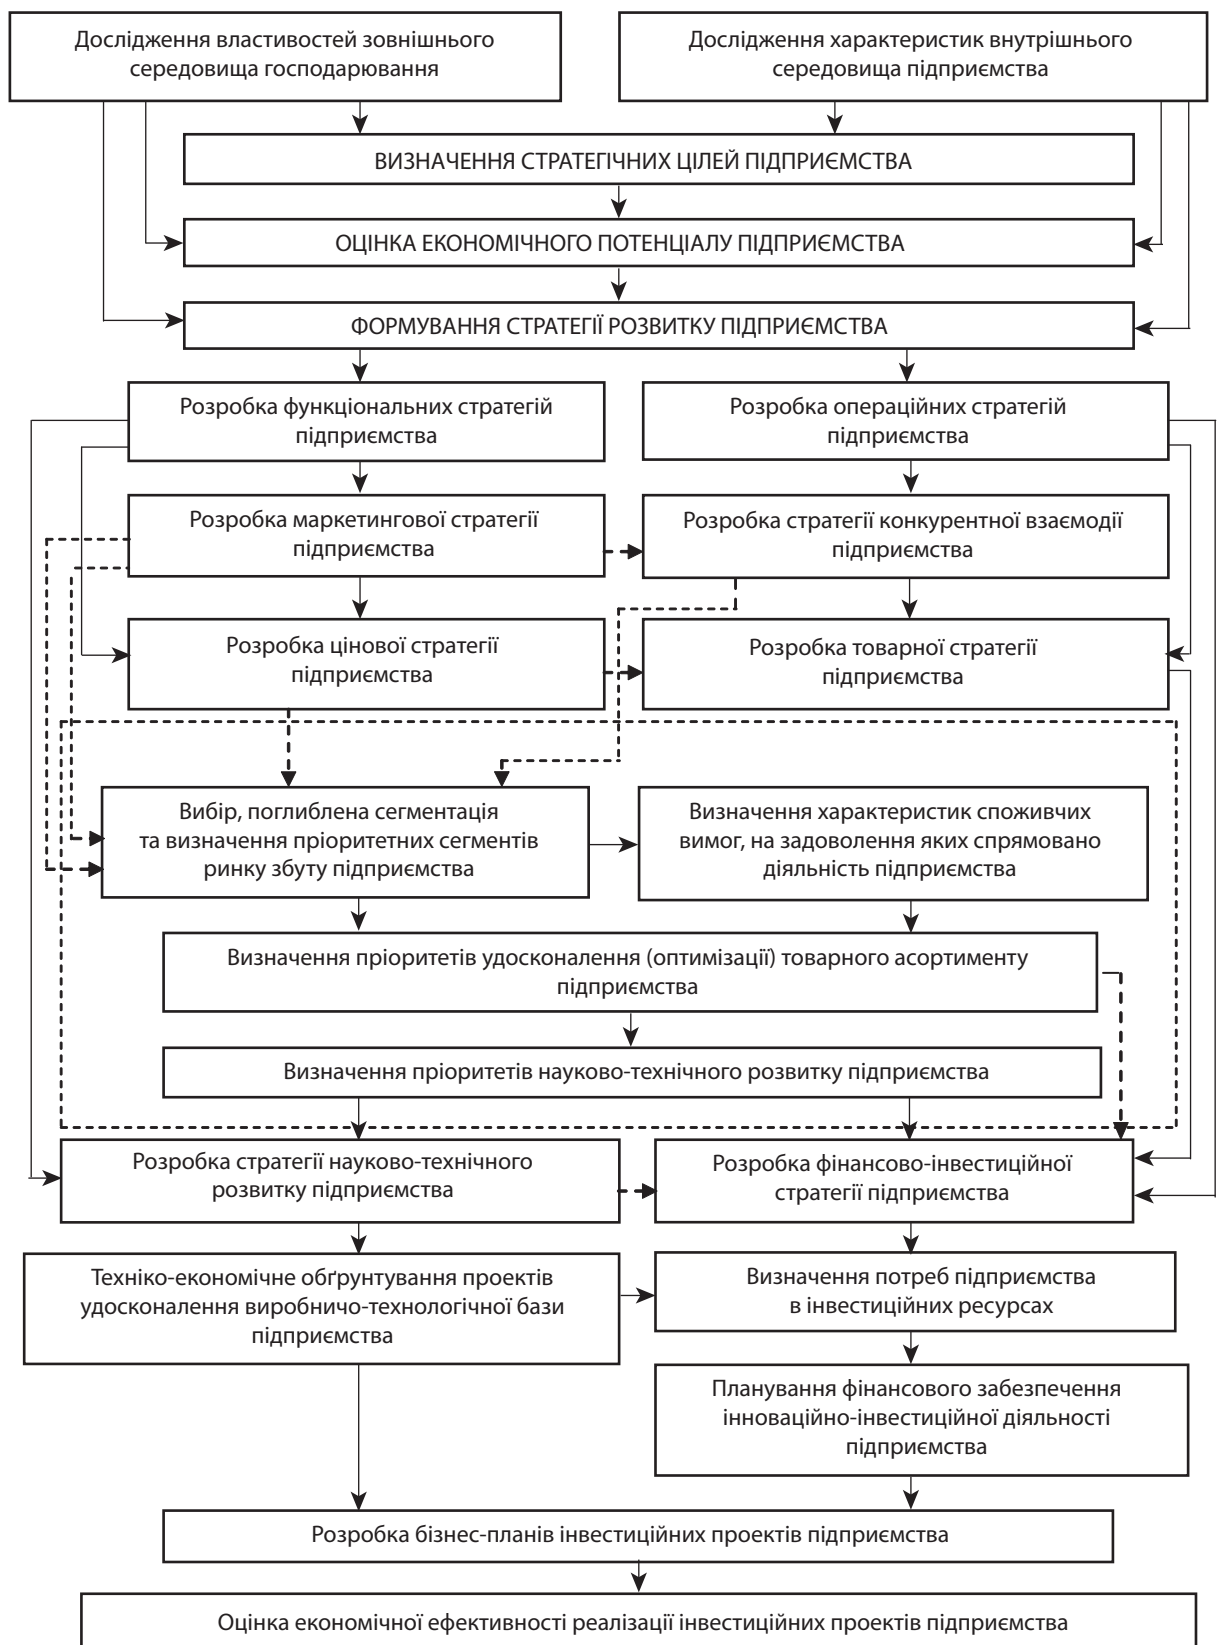 Дослідження властивостей зовнішнього
середовища господарювання
Дослідження характеристик внутрішнього
середовища підприємства
ВИЗНАЧЕННЯ СТРАТЕГІЧНИХ ЦІЛЕЙ ПІДПРИЄМСТВА
ОЦІНКА ЕКОНОМІЧНОГО ПОТЕНЦІАЛУ ПІДПРИЄМСТВА
ФОРМУВАННЯ СТРАТЕГІЇ РОЗВИТКУ ПІДПРИЄМСТВА
Розробка функціональних стратегій
підприємства
Розробка операційних стратегій
підприємства
Розробка маркетингової стратегії
підприємства
Розробка стратегії конкурентної взаємодії
підприємства
Розробка цінової стратегії
підприємства
Розробка товарної стратегії
підприємства
Вибір, поглиблена сегментація
та визначення пріоритетних сегментів
ринку збуту підприємства
Визначення характеристик споживчих
вимог, на задоволення яких спрямовано
діяльність підприємства
Визначення пріоритетів удосконалення (оптимізації) товарного асортименту
підприємства
Визначення пріоритетів науково-технічного розвитку підприємства
Розробка стратегії науково-технічного
розвитку підприємства
Розробка фінансово-інвестиційної
стратегії підприємства
Техніко-економічне обґрунтування проектів
удосконалення виробничо-технологічної бази
підприємства
Визначення потреб підприємства
в інвестиційних ресурсах
Планування фінансового забезпечення
інноваційно-інвестиційної діяльності
підприємства
Розробка бізнес-планів інвестиційних проектів підприємства
Оцінка економічної ефективності реалізації інвестиційних проектів підприємства